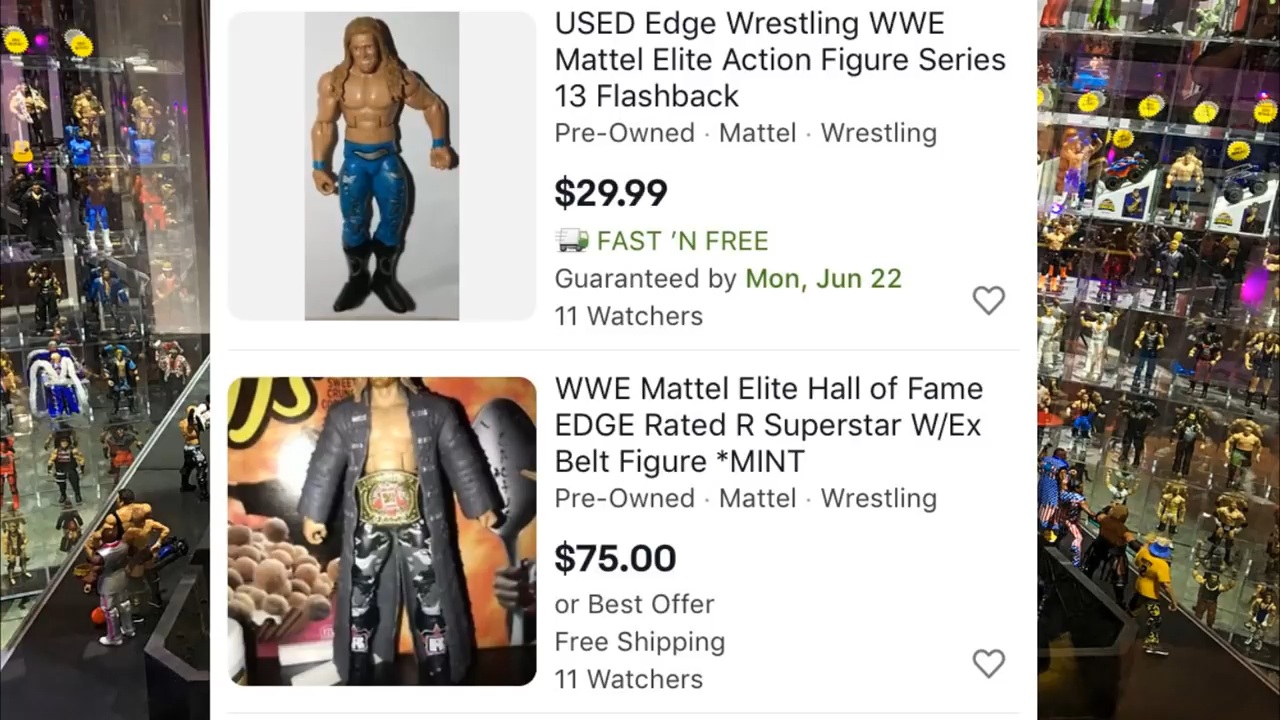 USED Edge Wrestling WWE
Mattel Elite Action Figure Series
13 Flashback
Pre-Owned · Mattel · Wrestling
$29.99
FAST 'N FREE
Guaranteed by Mon, Jun 22
11 Watchers
WWE Mattel Elite Hall of Fame
EDGE Rated R Superstar W/Ex
Belt Figure *MINT
Pre-Owned · Mattel · Wrestling
$75.00
or Best Offer
Free Shipping
11 Watchers
SWEET
R
R